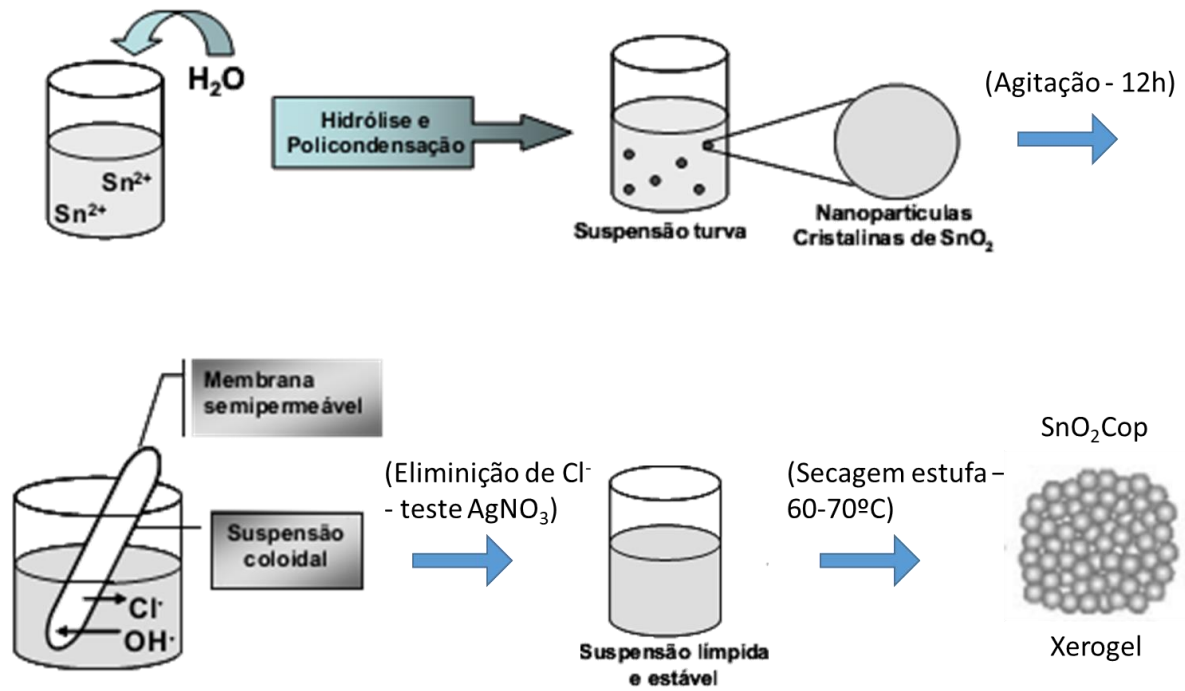 H₂O
Sn²⁺
Sn²⁺
Hidrólise e
Policondensação
Suspensão turva
Nanoparticulas
Cristalinas de SnO₂
(Agitação - 12h)
Membrana
semipermeável
Suspensão
coloidal
Cl⁻
OH⁻
(Eliminição de Cl⁻
- teste AgNO₃)
Suspensão límpida
e estável
(Secagem estufa –
60-70ºC)
SnO₂Cop
Xerogel